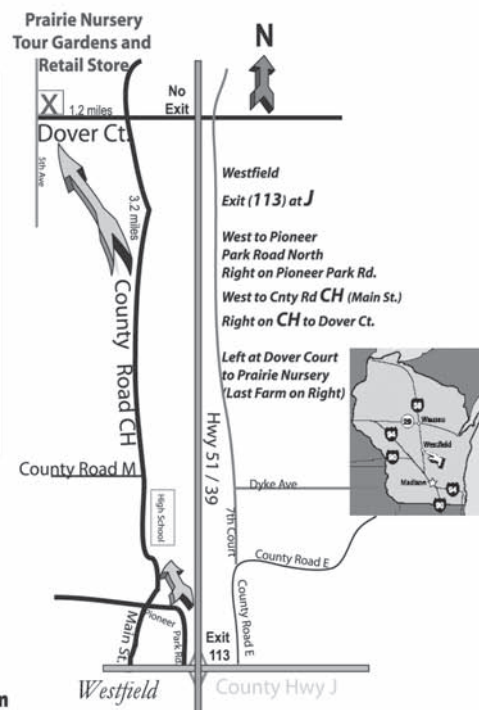 Prairie Nursery
Tour Gardens and
Retail Store
N
No
Exit
X
1.2 miles
Dover Ct.
5th Ave
3.2 miles
Westfield
Exit (113) at J
West to Pioneer
Park Road North
Right on Pioneer Park Rd.
West to Cnty Rd CH (Main St.)
Right on CH to Dover Ct.
Left at Dover Court
to Prairie Nursery
(Last Farm on Right)
County Road CH
Hwy 51 / 39
29
Wausau
Westfield
Madison
94
County Road M
Dyke Ave
High School
7th Court
County Road E
County Road E
Pioneer
Park Rd.
Main St.
Exit
113
Westfield
County Hwy J